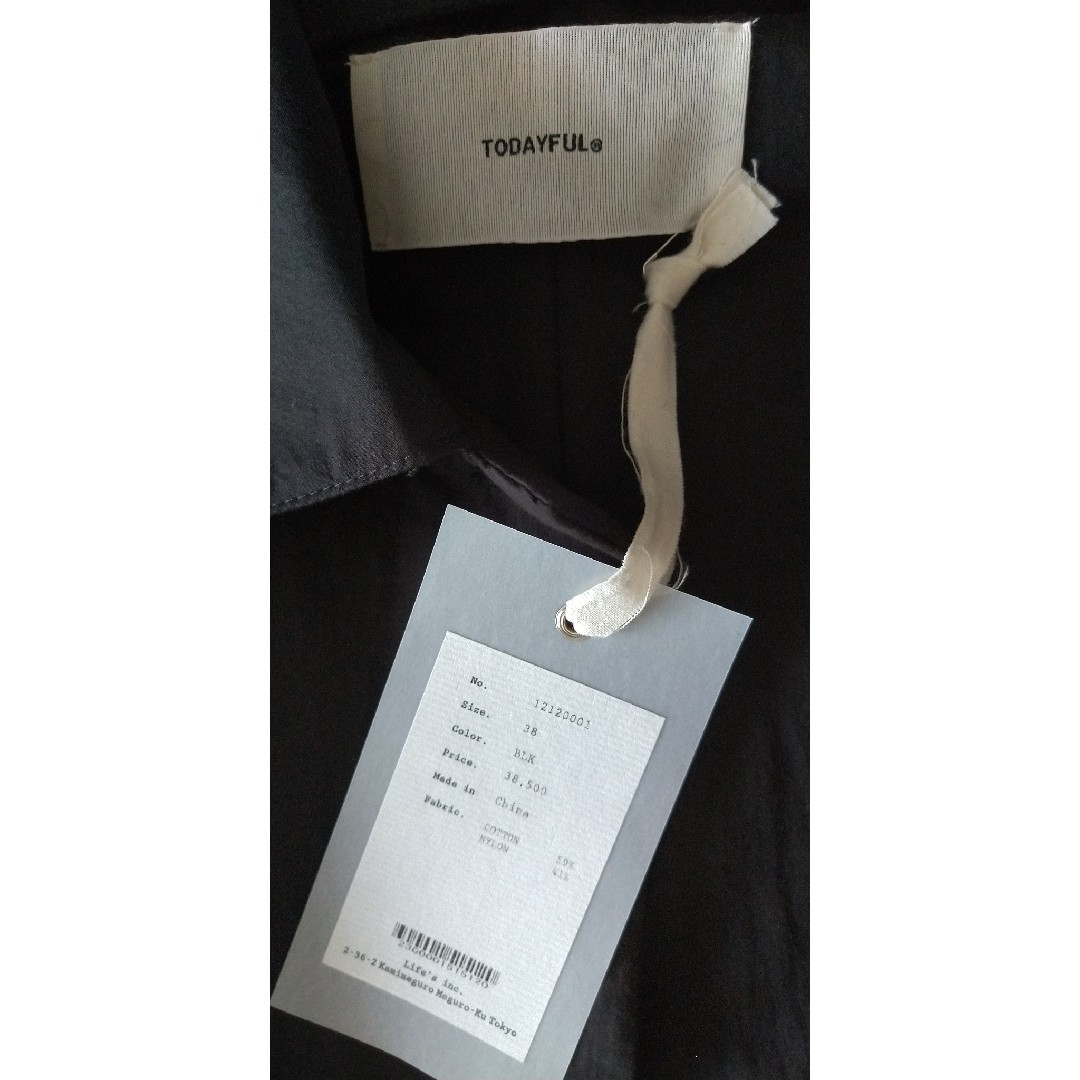 TODAYFUL®
No. 12120001
Size. 38
Color. BLK
Price. 38,500
Made in China
Fabric. COTTON 59%
NYLON 41%
Life's inc.
2-36-2 Kamimeguro Meguro-Ku Tokyo